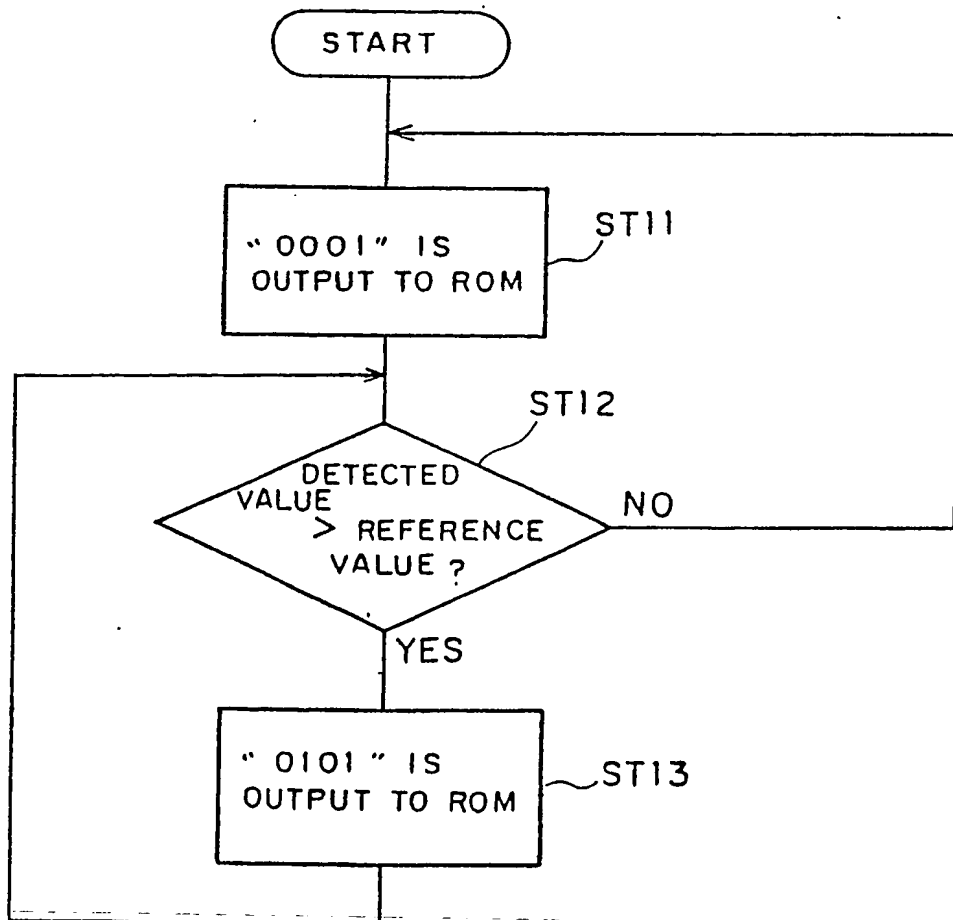 START
“0001” IS
OUTPUT TO ROM
ST11
ST12
DETECTED
VALUE
> REFERENCE
VALUE ?
NO
YES
“0101” IS
OUTPUT TO ROM
ST13